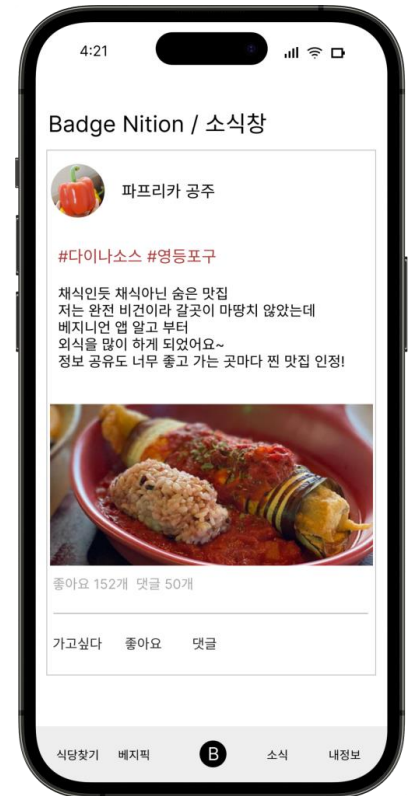 4:21
Badge Nition / 소식창
파프리카 공주
#다이나소스 #영등포구
채식인듯 채식아닌 숨은 맛집
저는 완전 비건이라 갈곳이 마땅치 않았는데
베지니언 앱 알고 부터
외식을 많이 하게 되었어요~
정보 공유도 너무 좋고 가는 곳마다 찐 맛집 인정!
좋아요 152개 댓글 50개
가고싶다 좋아요 댓글
식당찾기 베지픽 B 소식 내정보